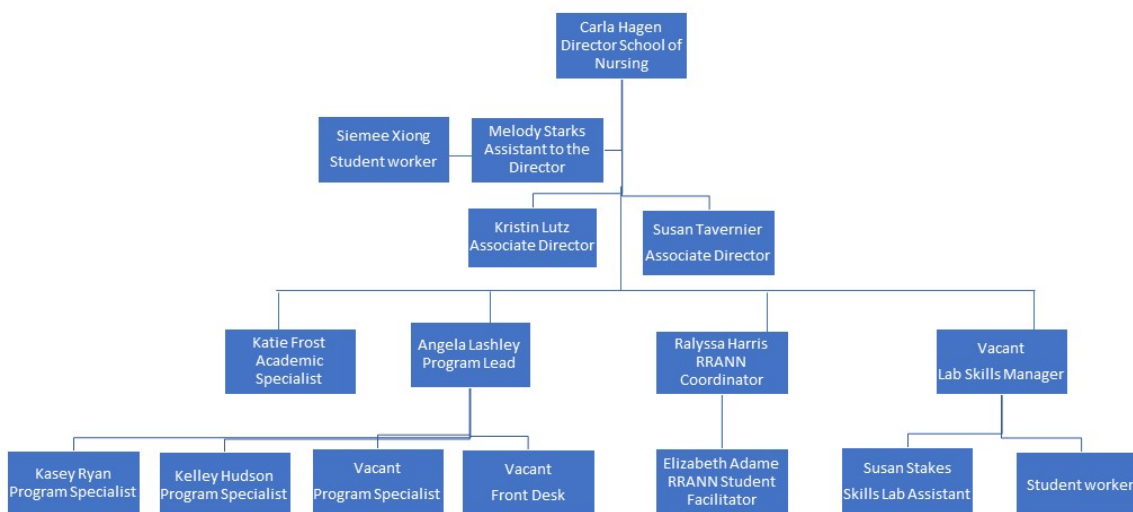 Carla Hagen
Director School of
Nursing
Siemee Xiong
Student worker
Melody Starks
Assistant to the
Director
Kristin Lutz
Associate Director
Susan Tavernier
Associate Director
Katie Frost
Academic
Specialist
Angela Lashley
Program Lead
Ralyssa Harris
RRANN
Coordinator
Vacant
Lab Skills Manager
Kasey Ryan
Program Specialist
Kelley Hudson
Program Specialist
Vacant
Program Specialist
Vacant
Front Desk
Elizabeth Adame
RRANN Student
Facilitator
Susan Stakes
Skills Lab Assistant
Student worker